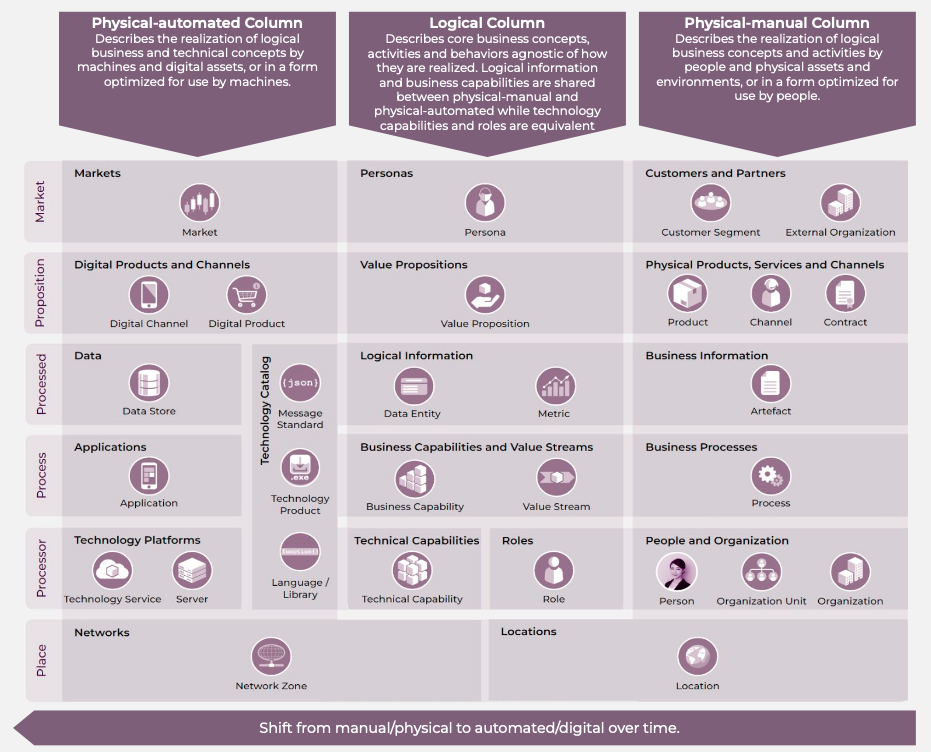 Physical-automated Column
Describes the realization of logical
business and technical concepts by
machines and digital assets, or in a form
optimized for use by machines.
Logical Column
Describes core business concepts,
activities and behaviors agnostic of how
they are realized. Logical information
and business capabilities are shared
between physical-manual and
physical-automated while technology
capabilities and roles are equivalent
Physical-manual Column
Describes the realization of logical
business concepts and activities by
people and physical assets and
environments, or in a form optimized for
use by people.
Market
Markets
Market
Personas
Persona
Customers and Partners
Customer Segment
External Organization
Proposition
Digital Products and Channels
Digital Channel
Digital Product
Value Propositions
Value Proposition
Physical Products, Services and Channels
Product
Channel
Contract
Processed
Data
Data Store
Technology Catalog
{json}
Message
Standard
.exe
Technology
Product
function()
Language /
Library
Logical Information
Data Entity
Metric
Business Information
Artefact
Process
Applications
Application
Business Capabilities and Value Streams
Business Capability
Value Stream
Business Processes
Process
Processor
Technology Platforms
Technology Service
Server
Technical Capabilities
Technical Capability
Roles
Role
People and Organization
Person
Organization Unit
Organization
Place
Networks
Network Zone
Locations
Location
Shift from manual/physical to automated/digital over time.